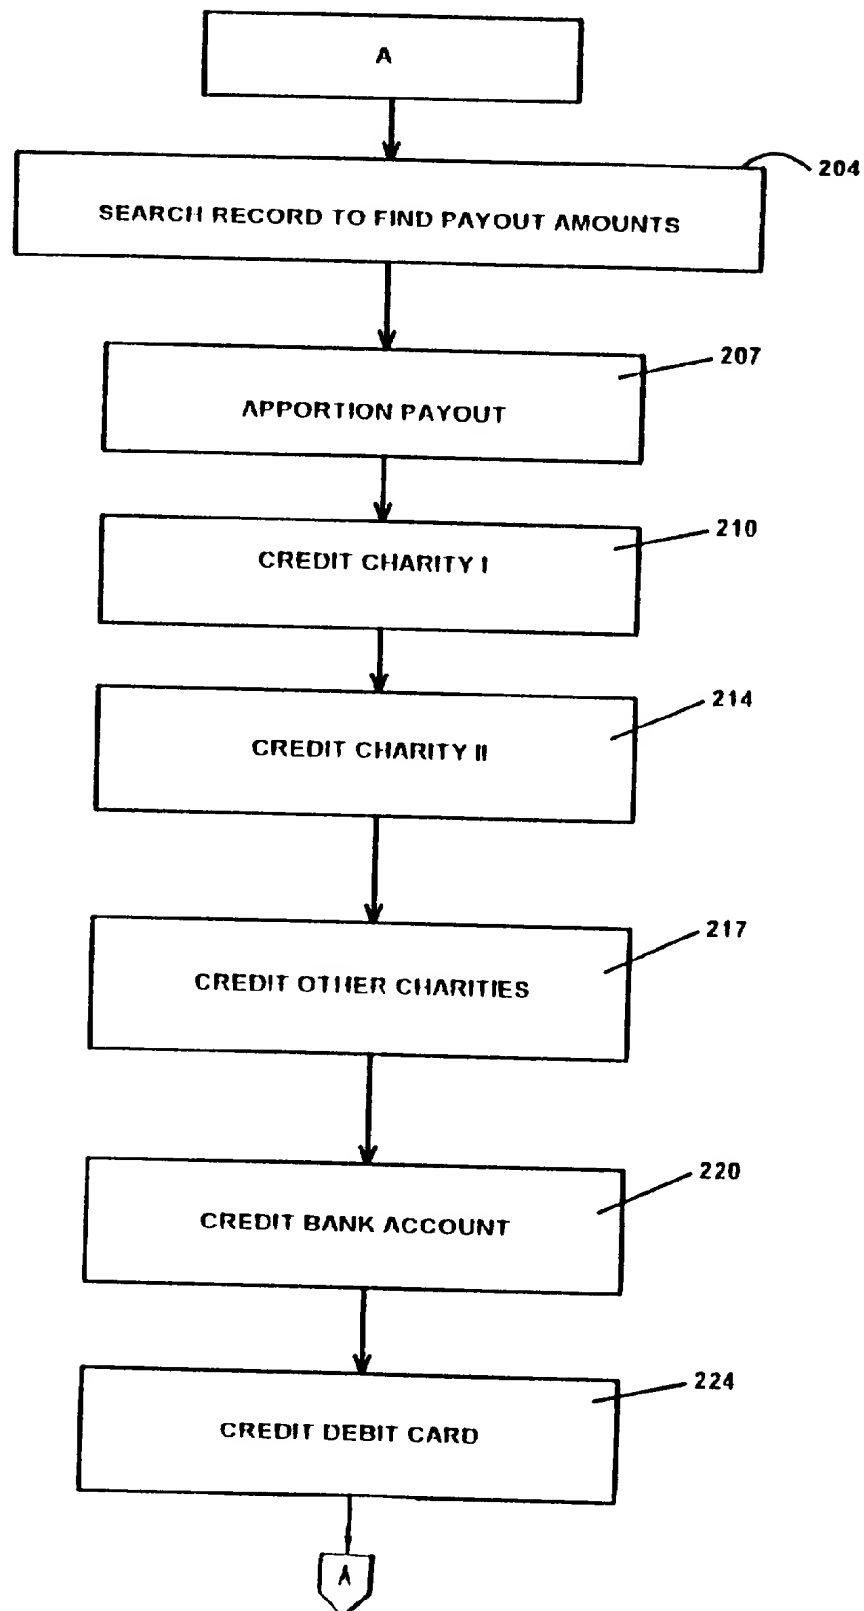 A
204
SEARCH RECORD TO FIND PAYOUT AMOUNTS
207
APPORTION PAYOUT
210
CREDIT CHARITY I
214
CREDIT CHARITY II
217
CREDIT OTHER CHARITIES
220
CREDIT BANK ACCOUNT
224
CREDIT DEBIT CARD
A